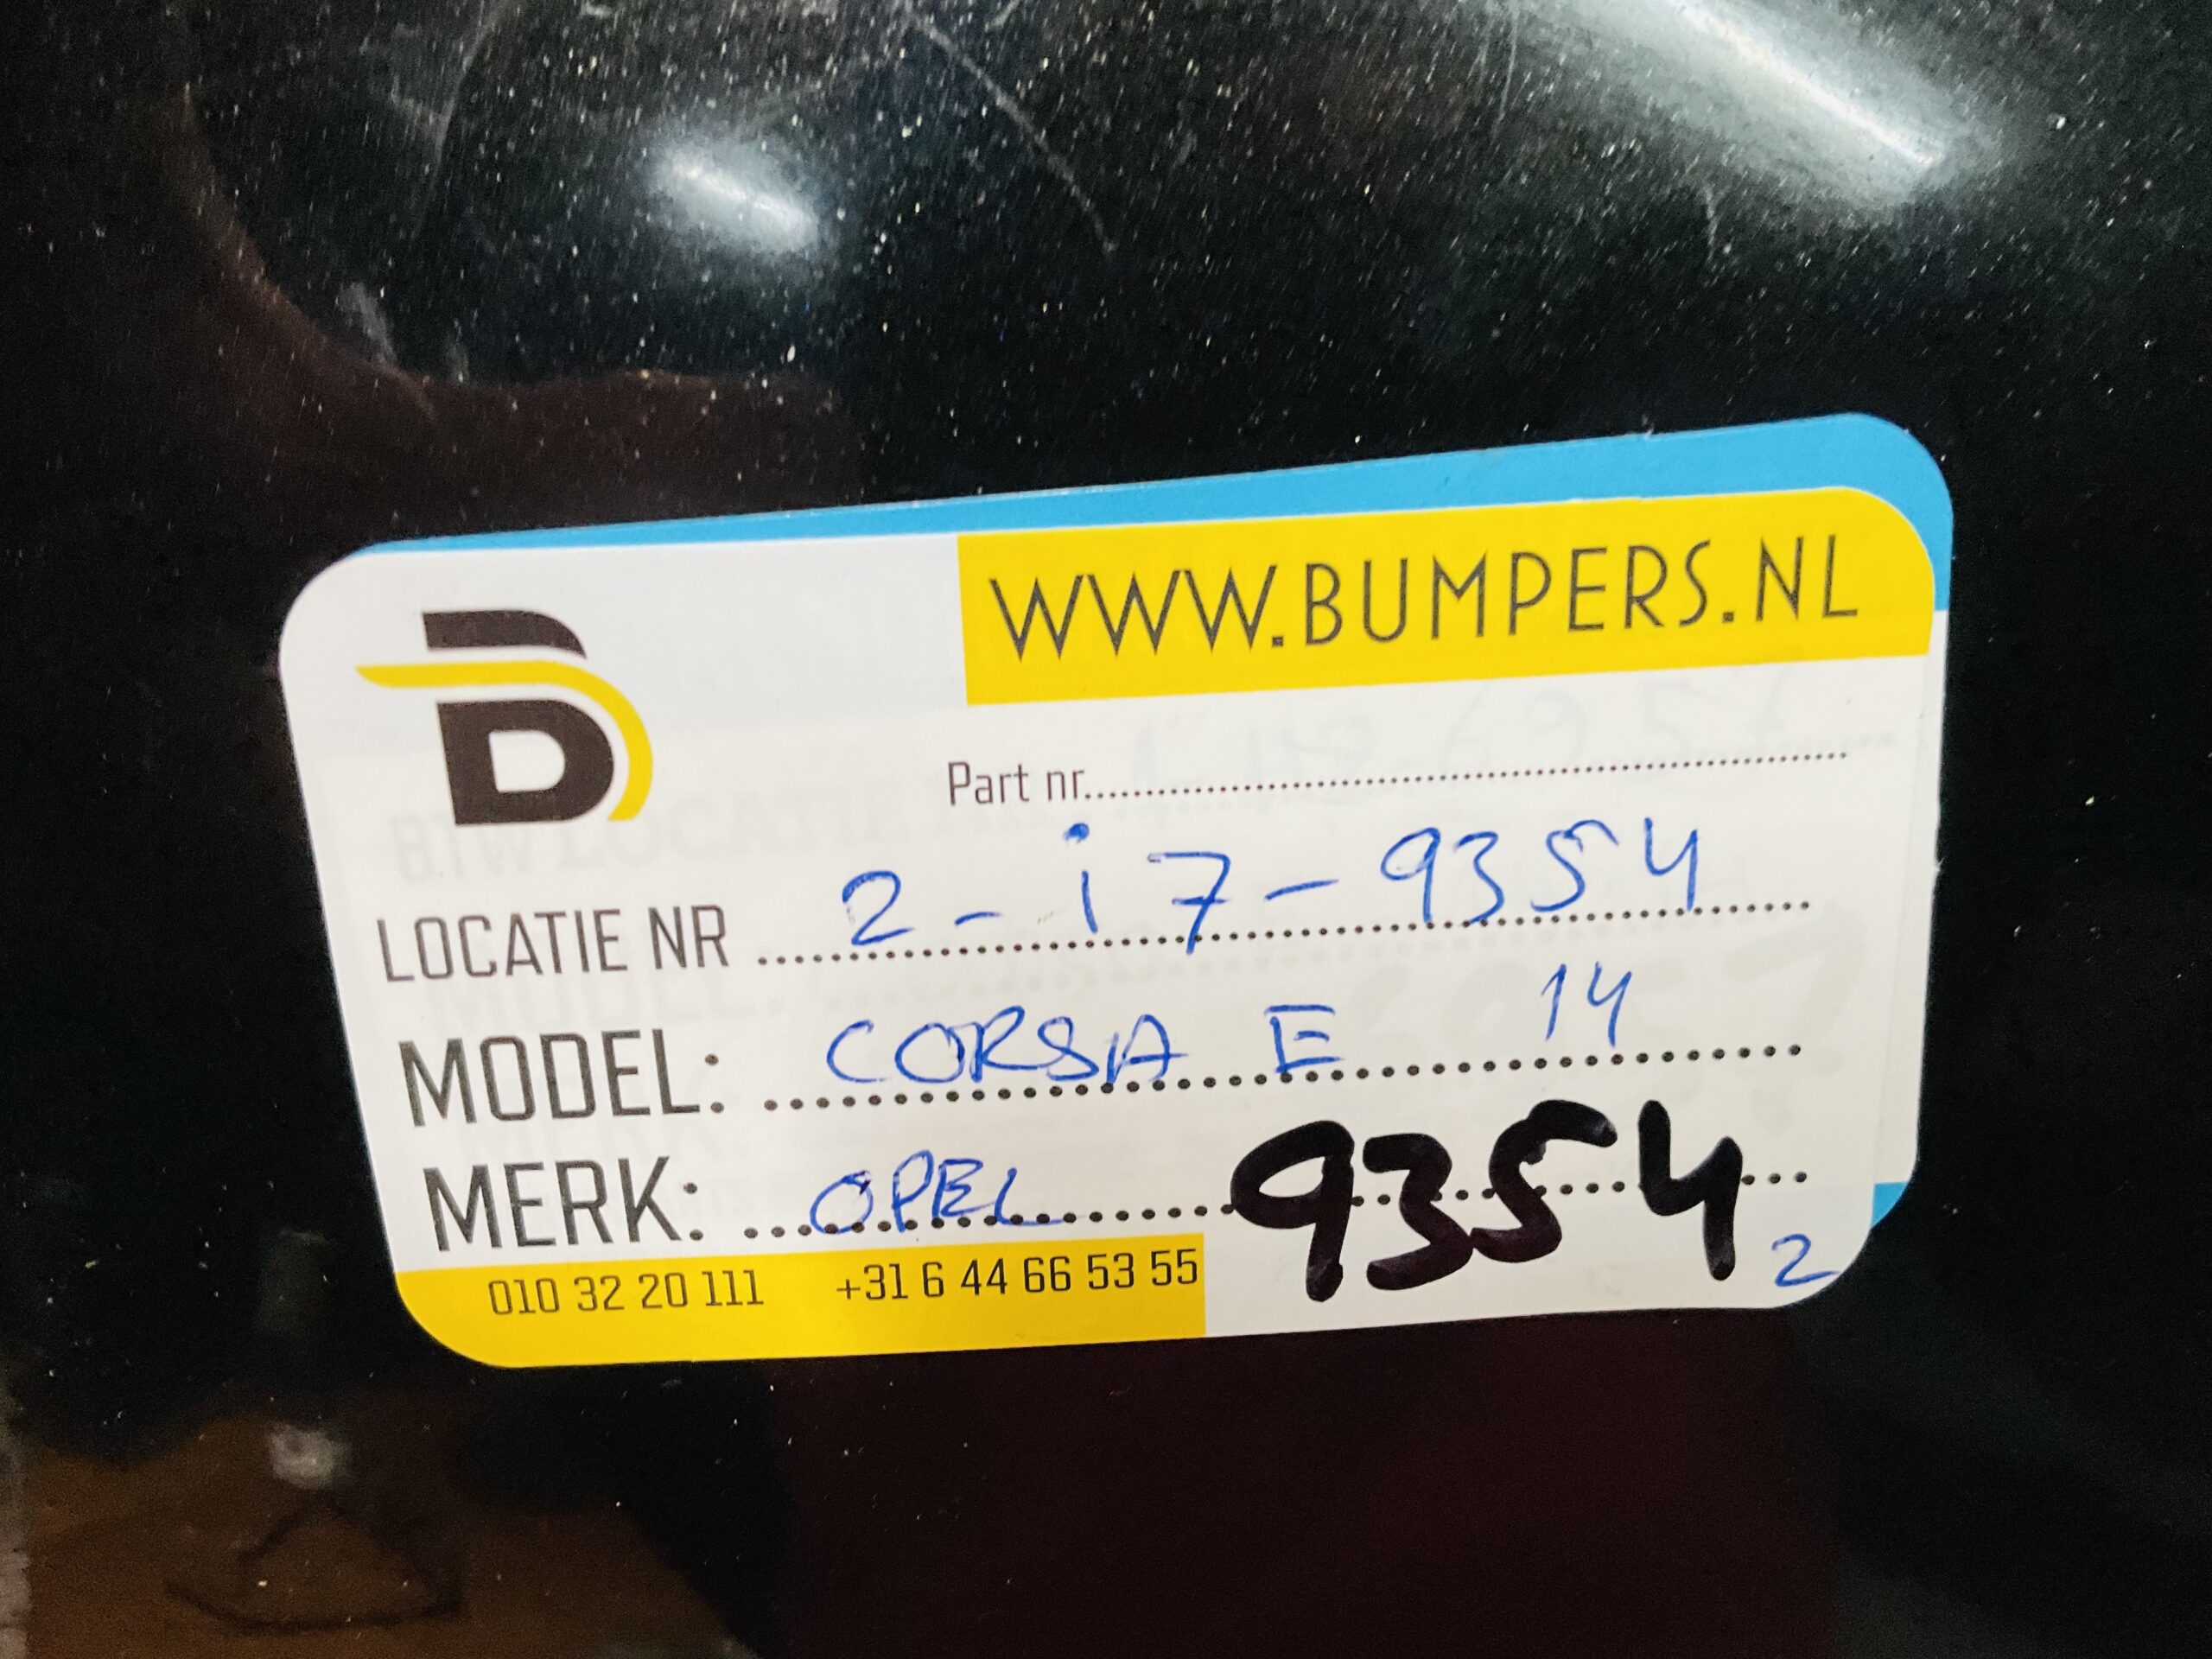 WWW.BUMPERS.NL
Part nr..........
LOCATIE NR 2 - i 7 - 9354
MODEL: CORSA E 14
MERK: OPEL 9354
2
010 32 20 111 +31 6 44 66 53 55